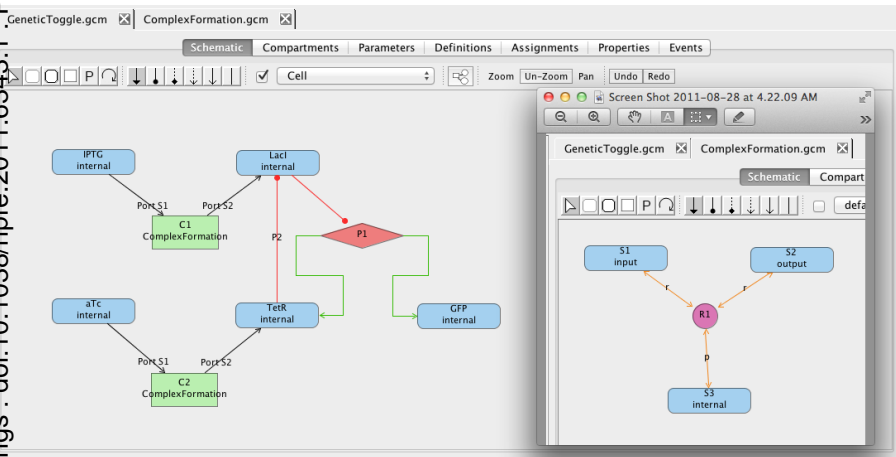 GeneticToggle.gcm ComplexFormation.gcm
Schematic Compartments Parameters Definitions Assignments Properties Events
P Cell Zoom Un-Zoom Pan Undo Redo
IPTG
internal
LacI
internal
Port S1 Port S2
C1
ComplexFormation
P2
P1
aTc
internal
TetR
internal
GFP
internal
Port S1 Port S2
C2
ComplexFormation
Screen Shot 2011-08-28 at 4.22.09 AM
A
GeneticToggle.gcm ComplexFormation.gcm
Schematic Compart
P defa
S1
input
S2
output
r r
R1
p
S3
internal